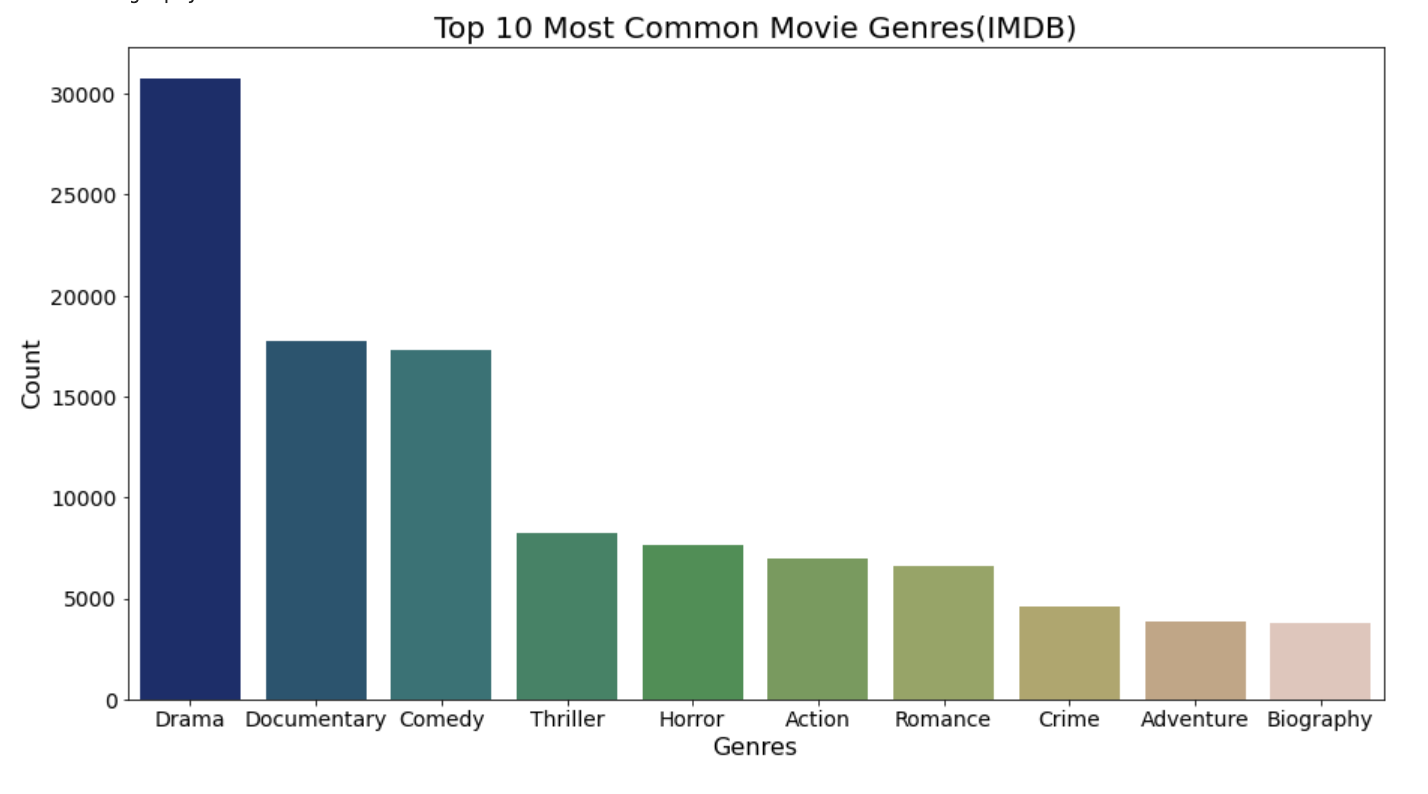 Top 10 Most Common Movie Genres(IMDB)
30000
25000
20000
15000
10000
5000
0
Count
Drama Documentary Comedy Thriller Horror Action Romance Crime Adventure Biography
Genres